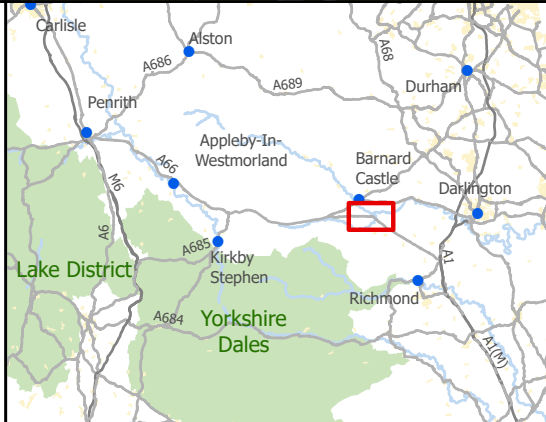 Carlisle
Alston
A68
A686
A689
Durham
Penrith
Appleby-In-
Westmorland
Barnard
Castle
A66
M6
Darlington
A6
A685
Kirkby
Stephen
A1
Lake District
Richmond
A684
Yorkshire
Dales
A1(M)